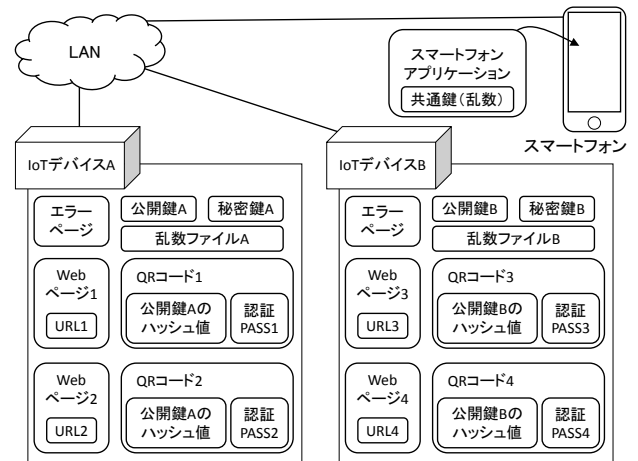 LAN
スマートフォン
アプリケーション
共通鍵(乱数)
スマートフォン
IoTデバイスA
エラー
ページ
公開鍵A
秘密鍵A
乱数ファイルA
Web
ページ1
URL1
QRコード1
公開鍵Aの
ハッシュ値
認証
PASS1
Web
ページ2
URL2
QRコード2
公開鍵Aの
ハッシュ値
認証
PASS2
IoTデバイスB
エラー
ページ
公開鍵B
秘密鍵B
乱数ファイルB
Web
ページ3
URL3
QRコード3
公開鍵Bの
ハッシュ値
認証
PASS3
Web
ページ4
URL4
QRコード4
公開鍵Bの
ハッシュ値
認証
PASS4